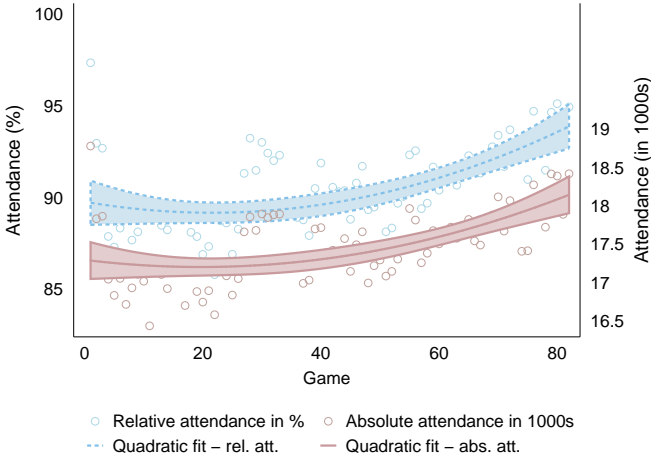 100
95
90
85
Attendance (%)
19
18.5
18
17.5
17
16.5
Attendance (in 1000s)
0 20 40 60 80
Game
Relative attendance in % Absolute attendance in 1000s
Quadratic fit – rel. att. Quadratic fit – abs. att.